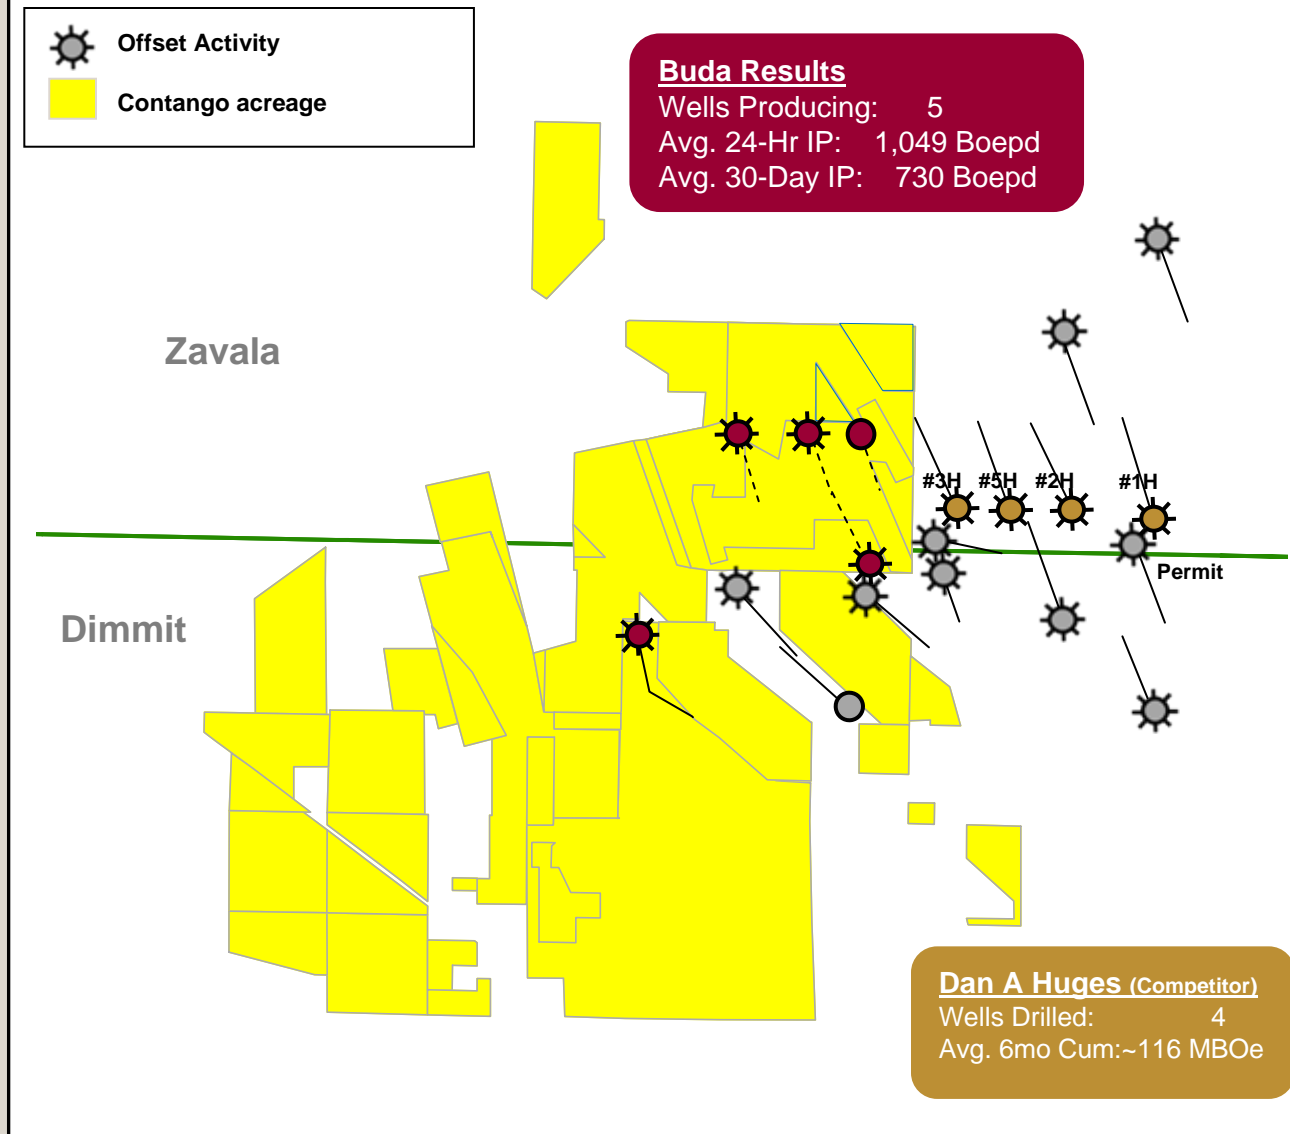 Offset Activity
Contango acreage
Buda Results
Wells Producing: 5
Avg. 24-Hr IP: 1,049 Boepd
Avg. 30-Day IP: 730 Boepd
Zavala
#3H #5H #2H #1H
Permit
Dimmit
Dan A Huges (Competitor)
Wells Drilled: 4
Avg. 6mo Cum:~116 MBOe